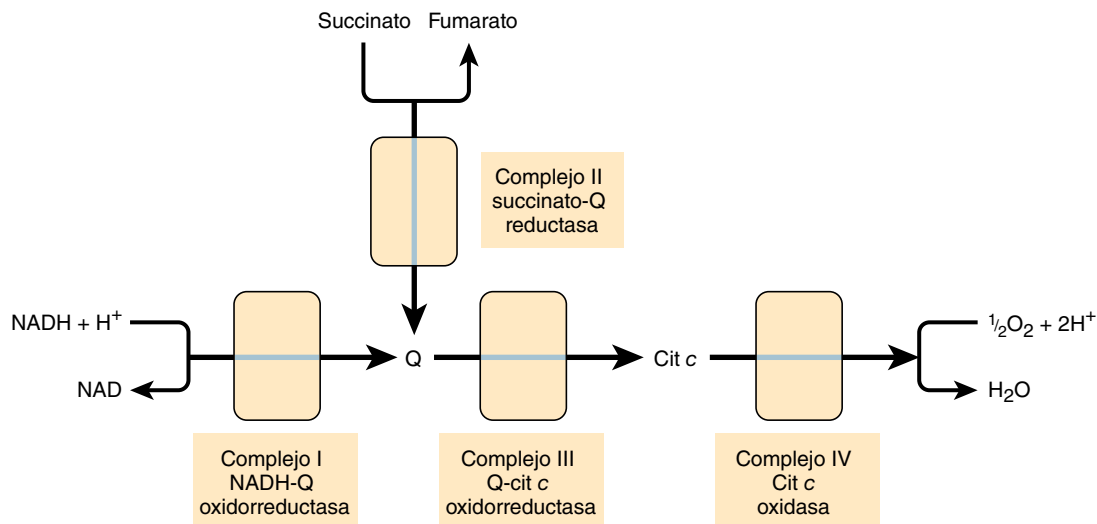 Succinato Fumarato
Complejo II
succinato-Q
reductasa
NADH + H⁺
NAD
Q
Cit c
½O₂ + 2H⁺
H₂O
Complejo I
NADH-Q
oxidorreductasa
Complejo III
Q-cit c
oxidorreductasa
Complejo IV
Cit c
oxidasa